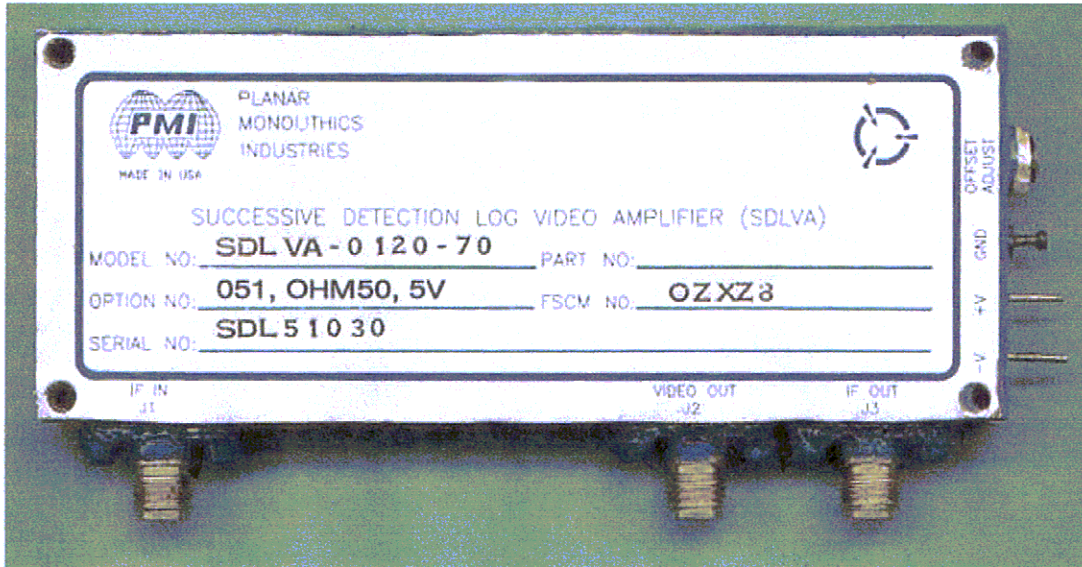 PLANAR
PMI MONOLITHICS
INDUSTRIES
MADE IN USA
SUCCESSIVE DETECTION LOG VIDEO AMPLIFIER (SDLVA)
MODEL NO: SDLVA-0120-70 PART NO:
OPTION NO: 051, OHM50, 5V FSCM NO: OZXZ8
SERIAL NO: SDL51030
OFFSET
ADJUST
GND
+V
-V
IF IN
J1
VIDEO OUT
J2
IF OUT
J3